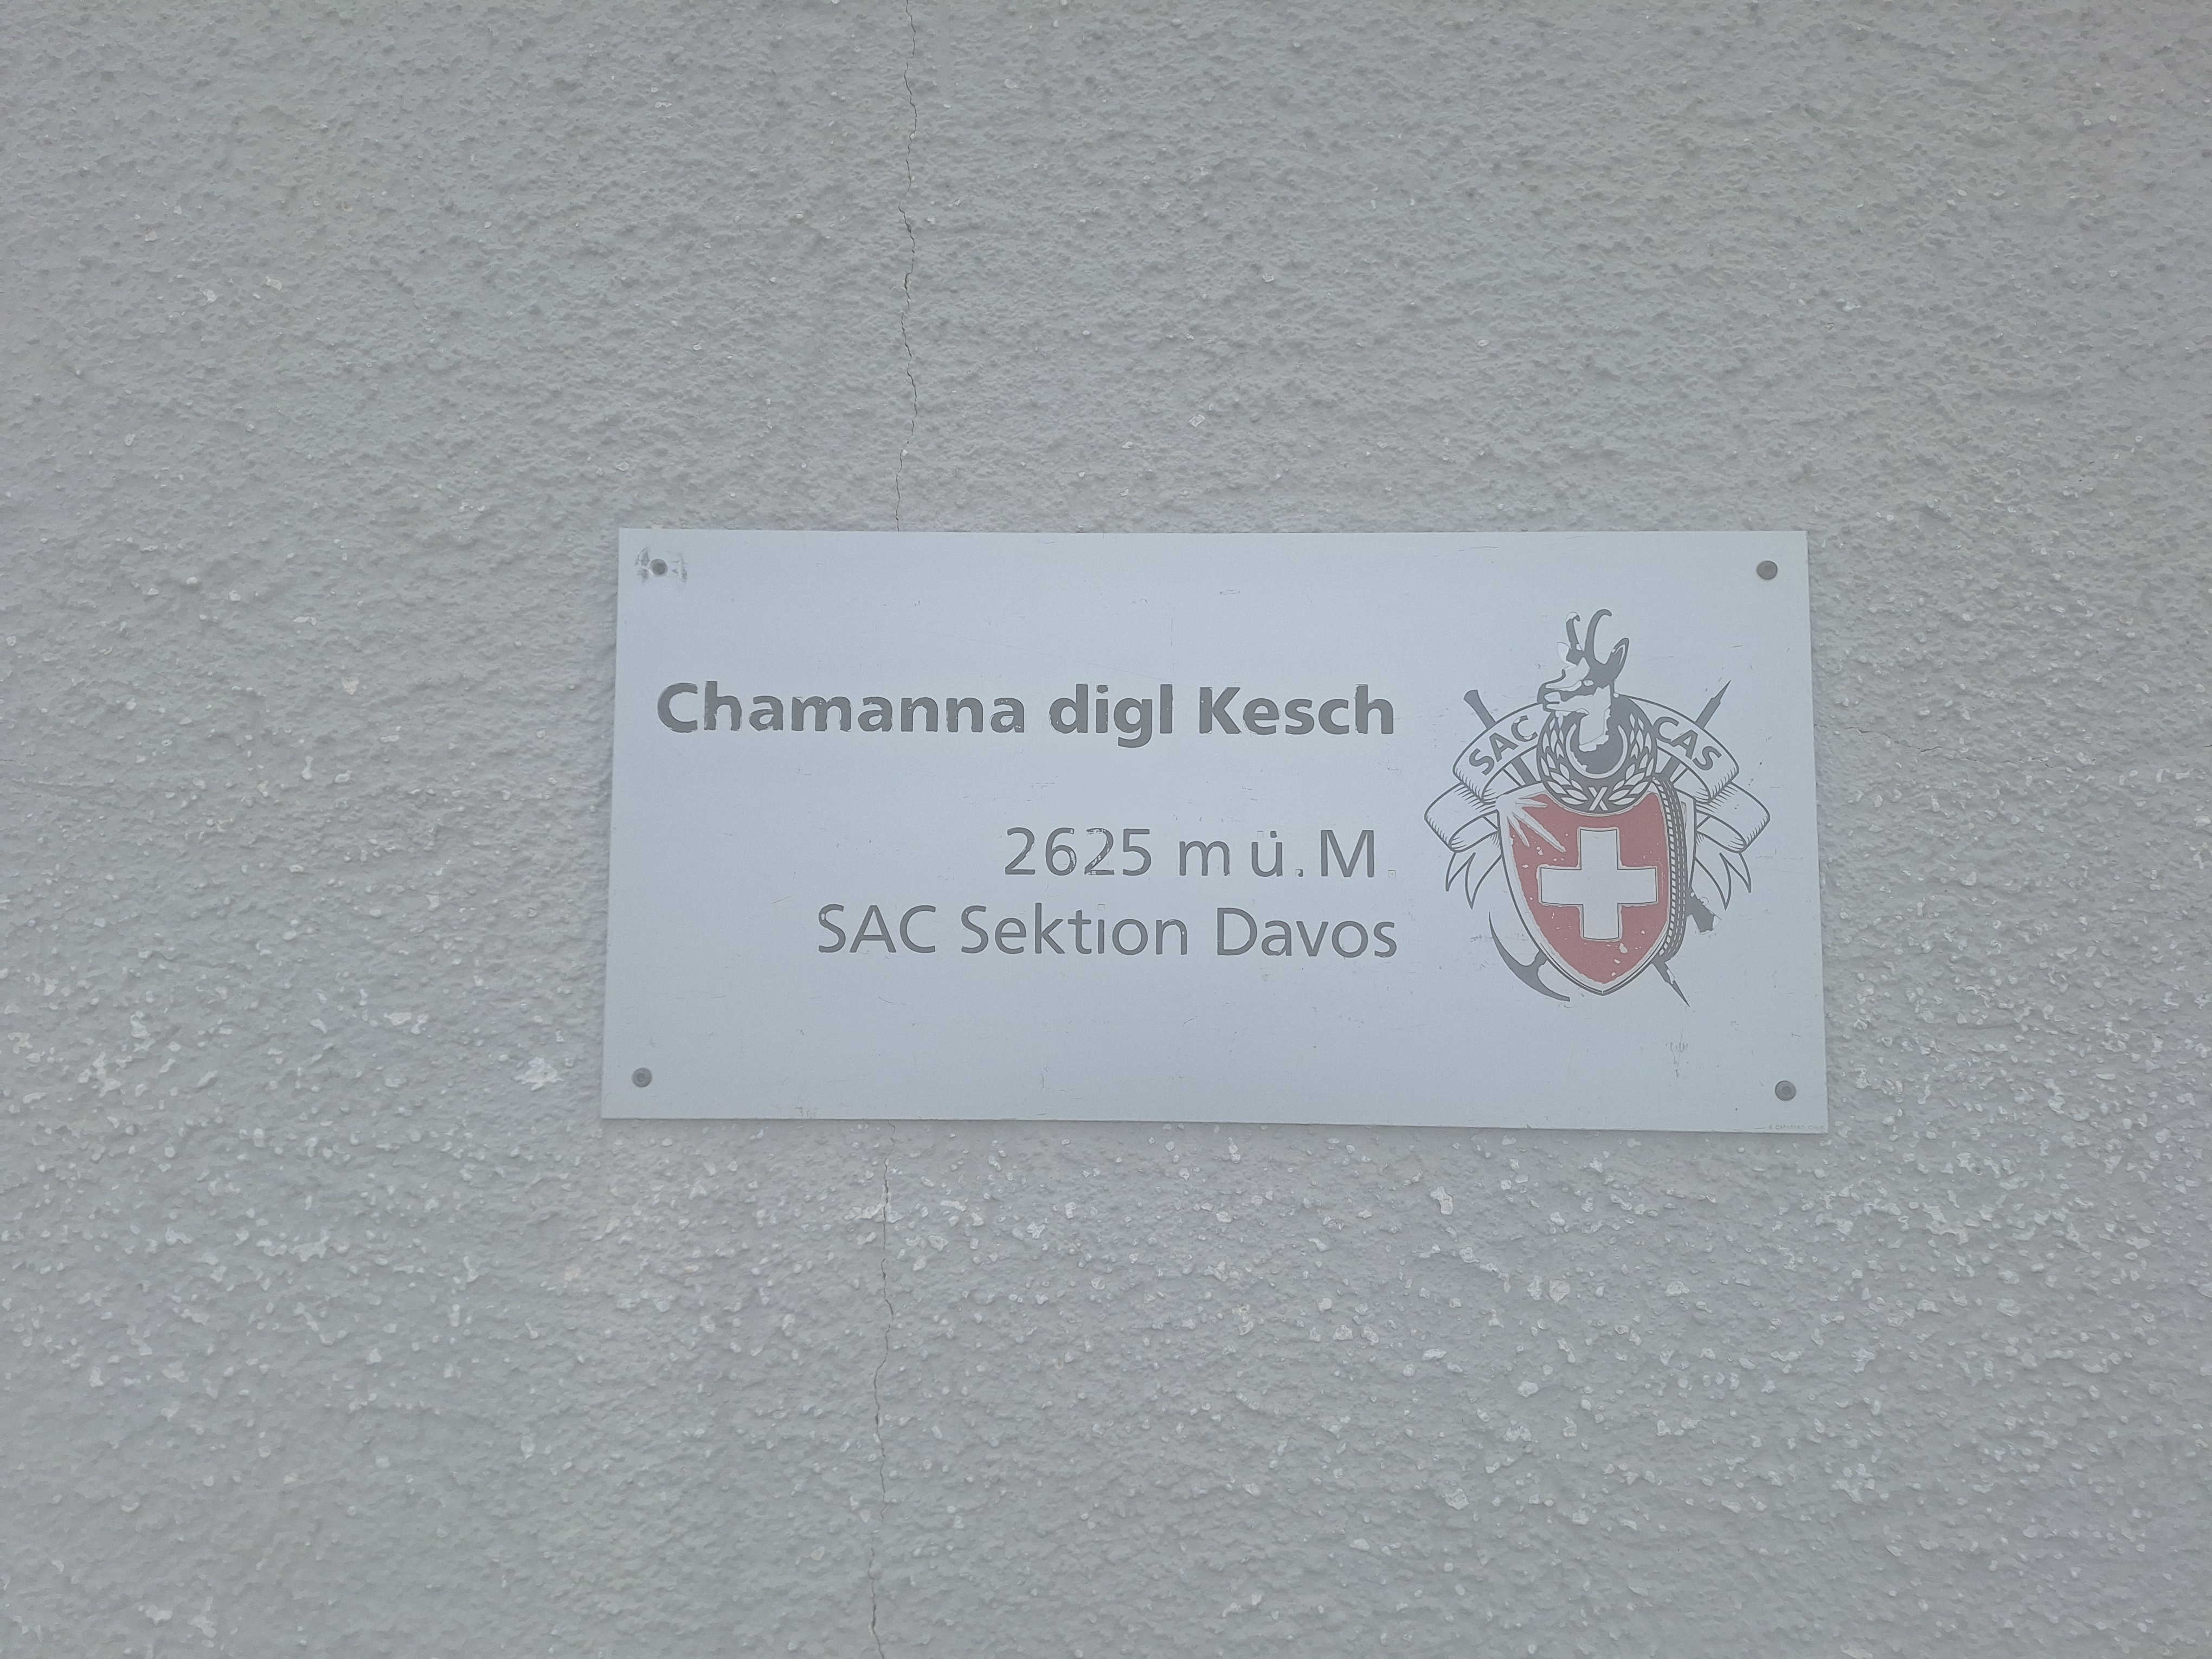 Chamanna digl Kesch
2625 m ü. M.
SAC Sektion Davos
SAC CAS